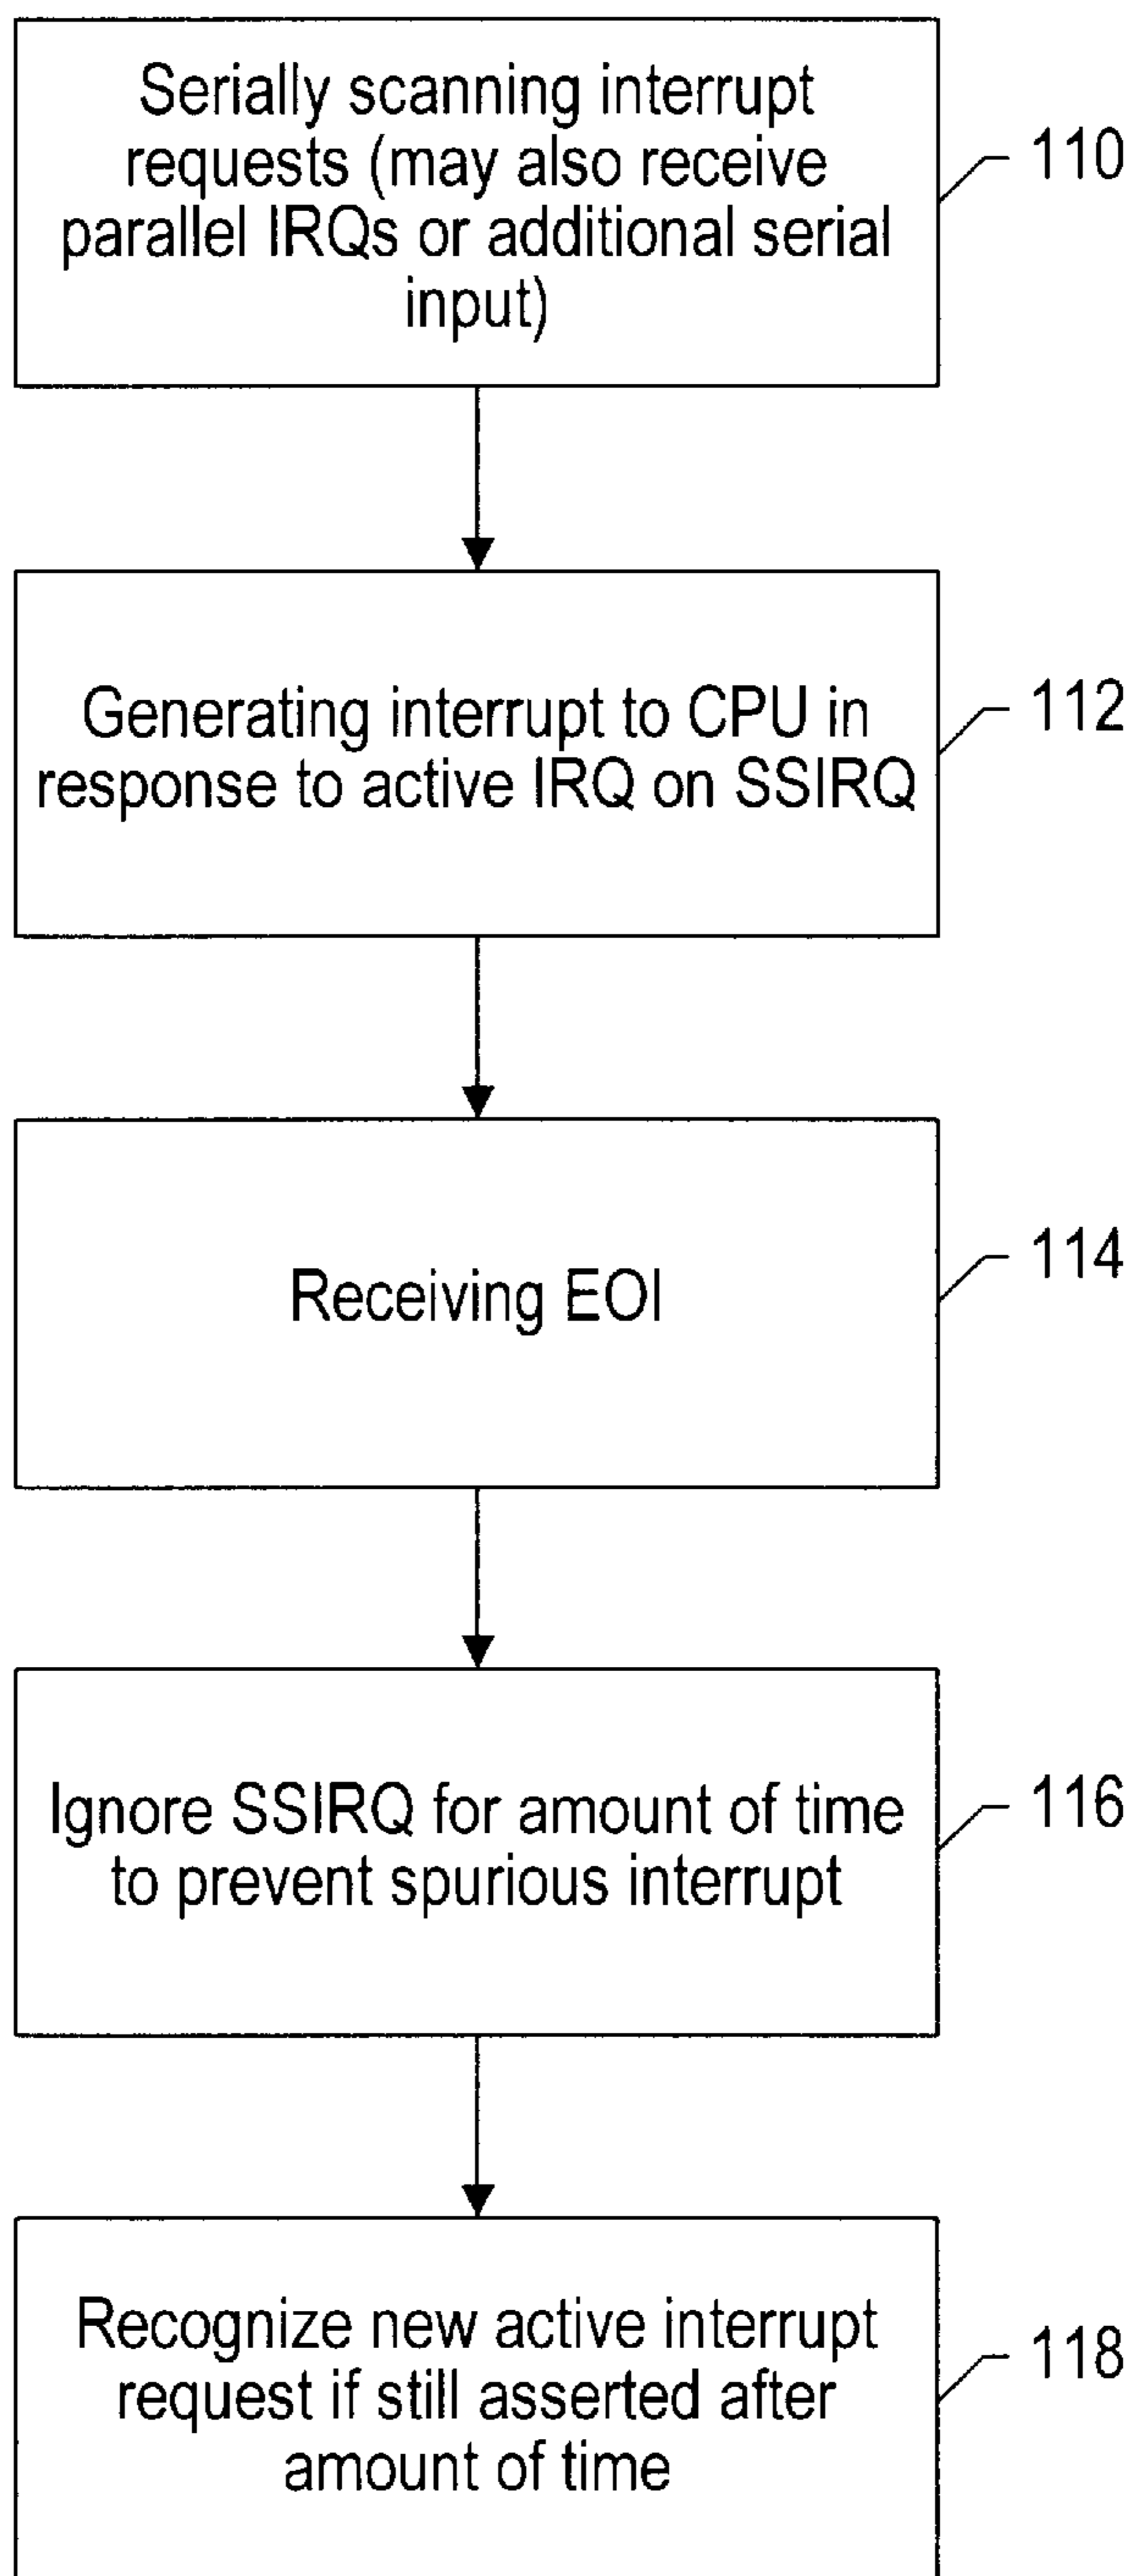 Serially scanning interrupt
requests (may also receive
parallel IRQs or additional serial
input)
110
Generating interrupt to CPU in
response to active IRQ on SSIRQ
112
Receiving EOI
114
Ignore SSIRQ for amount of time
to prevent spurious interrupt
116
Recognize new active interrupt
request if still asserted after
amount of time
118